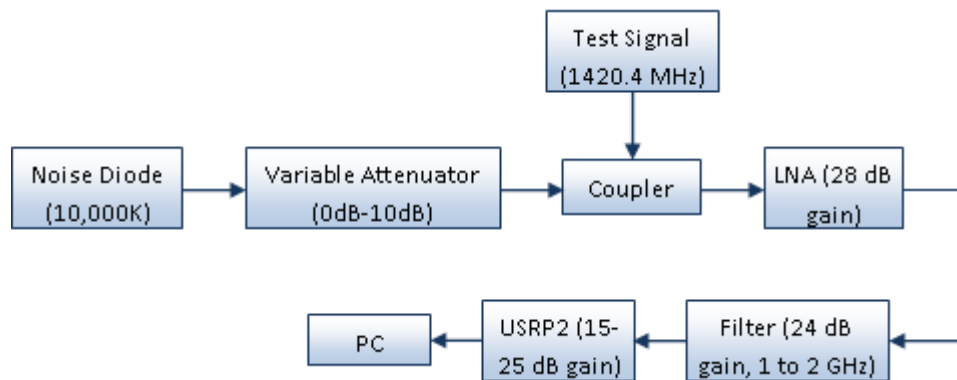 Test Signal
(1420.4 MHz)
Noise Diode
(10,000K)
Variable Attenuator
(0dB-10dB)
Coupler
LNA (28 dB
gain)
PC
USRP2 (15-
25 dB gain)
Filter (24 dB
gain, 1 to 2 GHz)